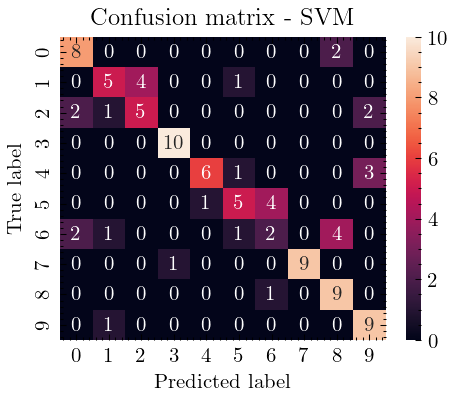 Confusion matrix - SVM
True label
0 8 0 0 0 0 0 0 0 2 0
1 0 5 4 0 0 1 0 0 0 0
2 2 1 5 0 0 0 0 0 0 2
3 0 0 0 10 0 0 0 0 0 0
4 0 0 0 0 6 1 0 0 0 3
5 0 0 0 0 1 5 4 0 0 0
6 2 1 0 0 0 1 2 0 4 0
7 0 0 0 1 0 0 0 9 0 0
8 0 0 0 0 0 0 1 0 9 0
9 0 1 0 0 0 0 0 0 0 9
0 1 2 3 4 5 6 7 8 9
Predicted label
10
8
6
4
2
0